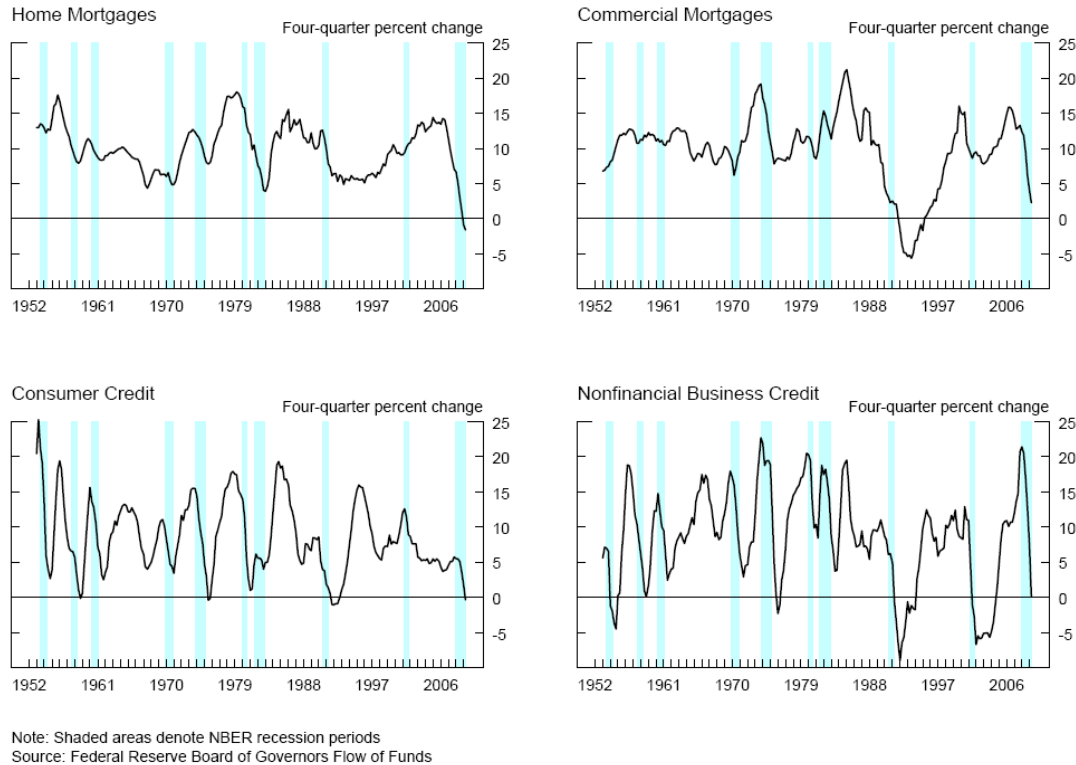 Home Mortgages
Four-quarter percent change
25
20
15
10
5
0
-5
1952 1961 1970 1979 1988 1997 2006
Commercial Mortgages
Four-quarter percent change
25
20
15
10
5
0
-5
1952 1961 1970 1979 1988 1997 2006
Consumer Credit
Four-quarter percent change
25
20
15
10
5
0
-5
1952 1961 1970 1979 1988 1997 2006
Nonfinancial Business Credit
Four-quarter percent change
25
20
15
10
5
0
-5
1952 1961 1970 1979 1988 1997 2006
Note: Shaded areas denote NBER recession periods
Source: Federal Reserve Board of Governors Flow of Funds